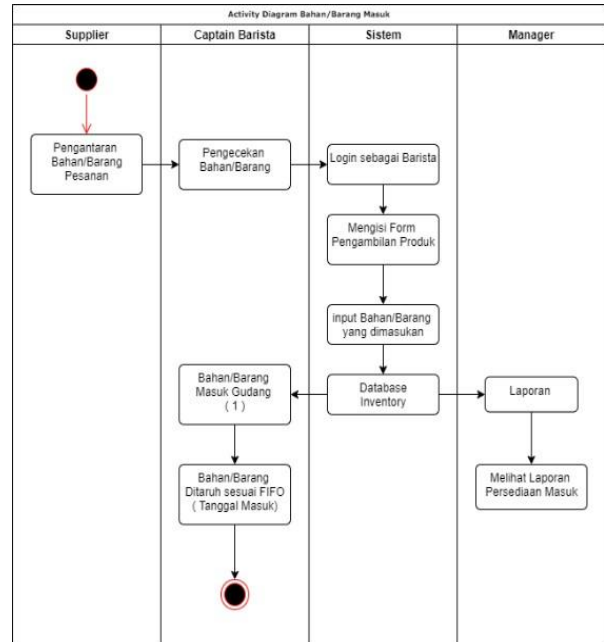 Activity Diagram Bahan/Barang Masuk
Supplier
Captain Barista
Sistem
Manager
Pengantaran
Bahan/Barang
Pesanan
Pengecekan
Bahan/Barang
Login sebagai Barista
Mengisi Form
Pengambilan Produk
input Bahan/Barang
yang dimasukan
Bahan/Barang
Masuk Gudang
( 1 )
Database
Inventory
Laporan
Bahan/Barang
Ditaruh sesuai FIFO
( Tanggal Masuk)
Melihat Laporan
Persediaan Masuk